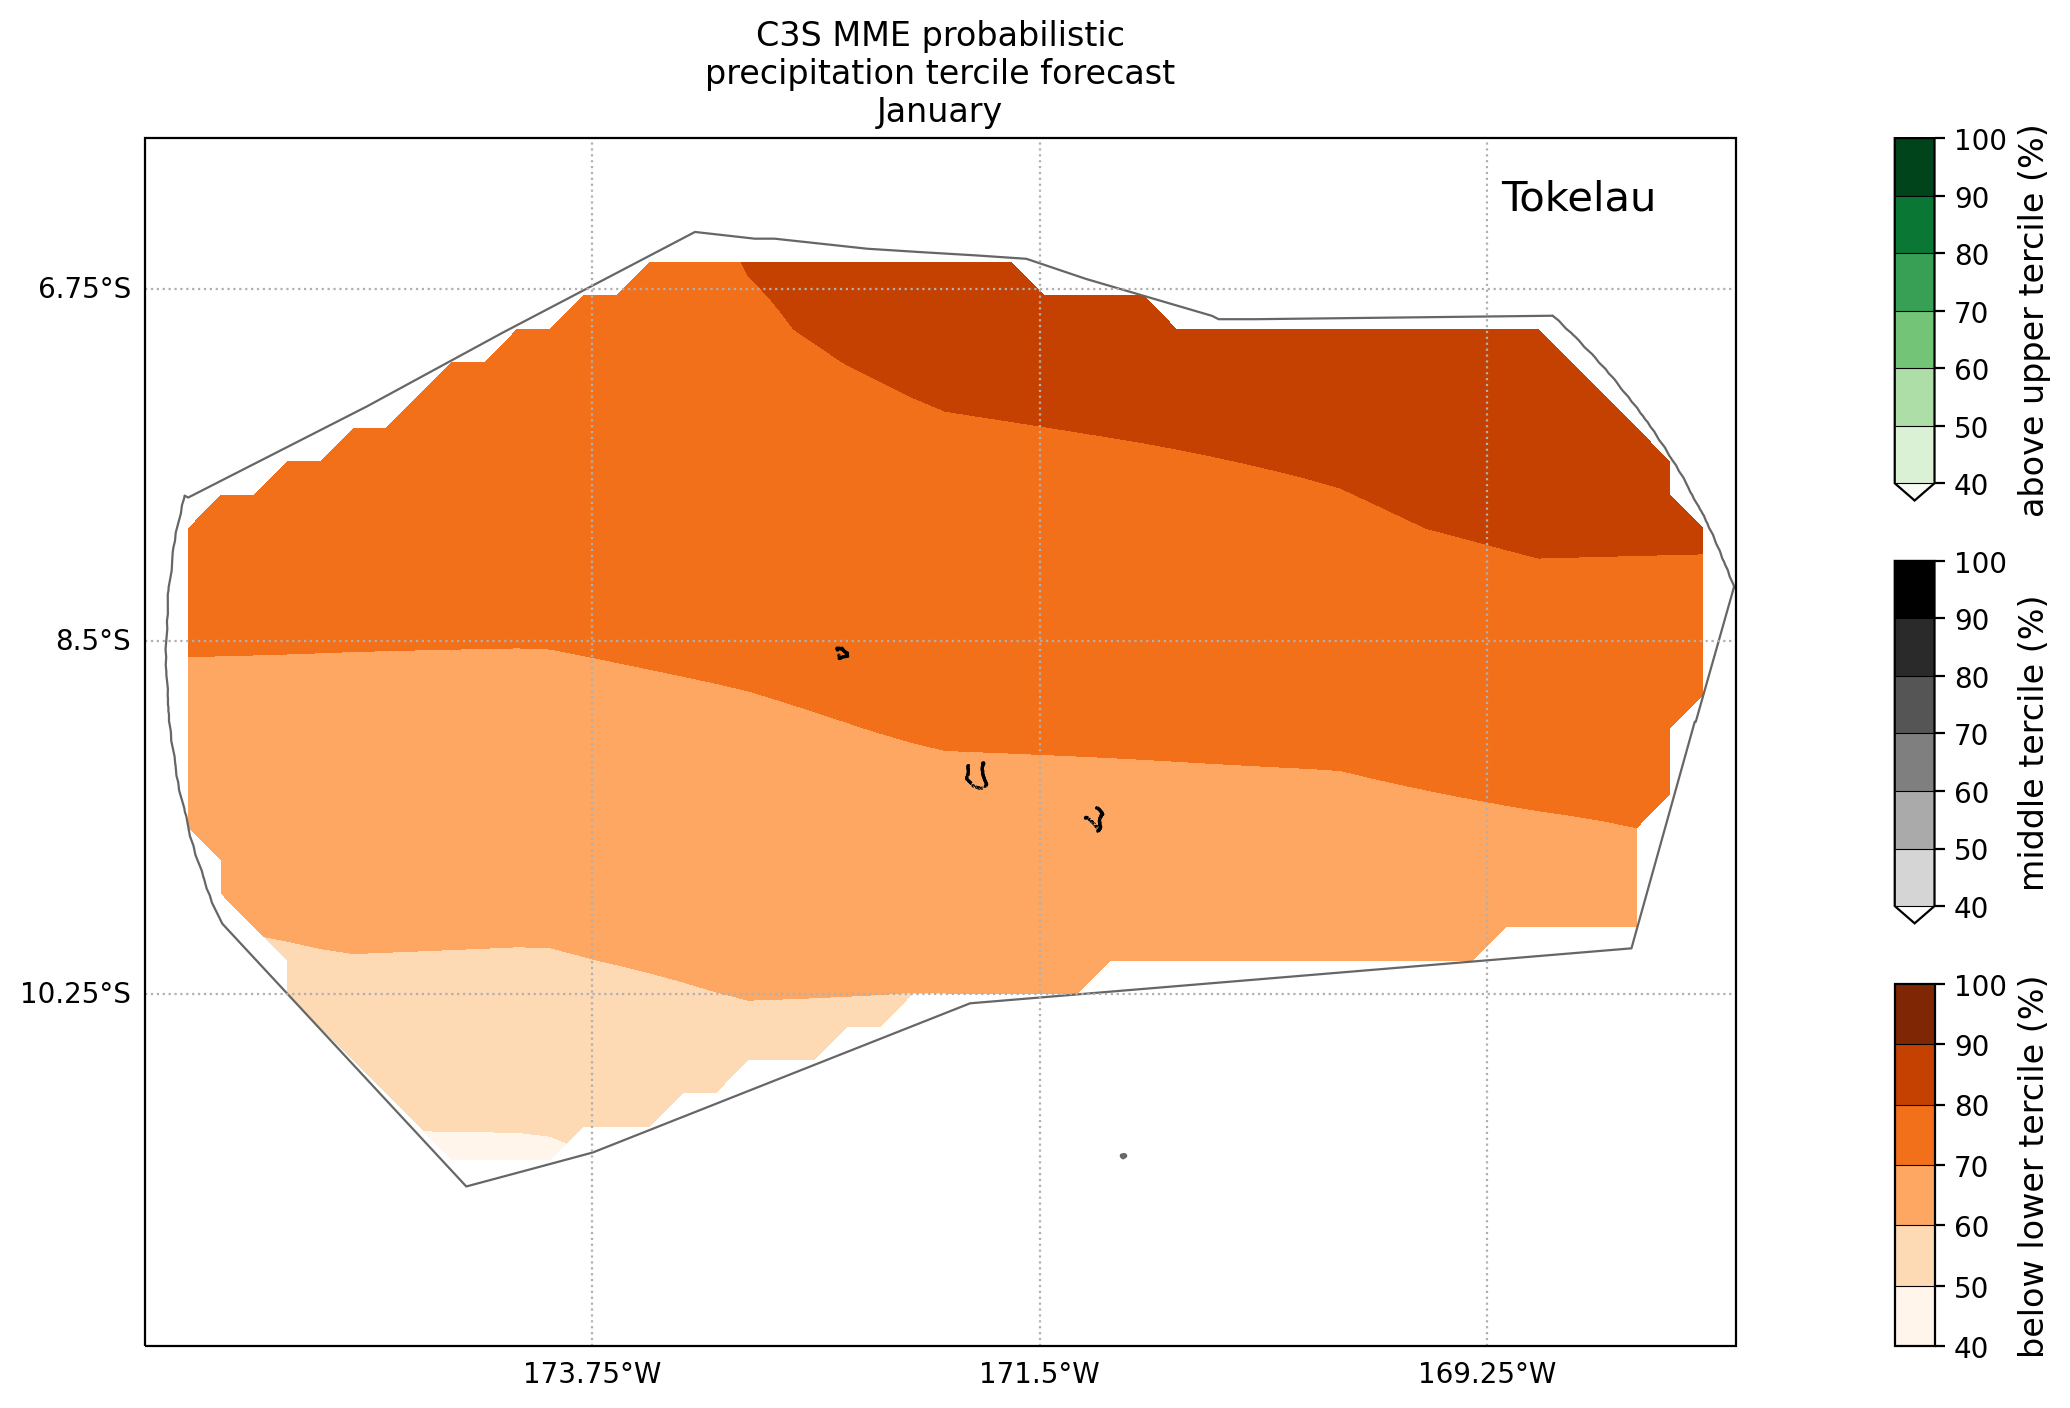 C3S MME probabilistic
precipitation tercile forecast
January
Tokelau
6.75°S
8.5°S
10.25°S
173.75°W
171.5°W
169.25°W
100
90
80
70
60
50
40
above upper tercile (%)
100
90
80
70
60
50
40
middle tercile (%)
100
90
80
70
60
50
40
below lower tercile (%)